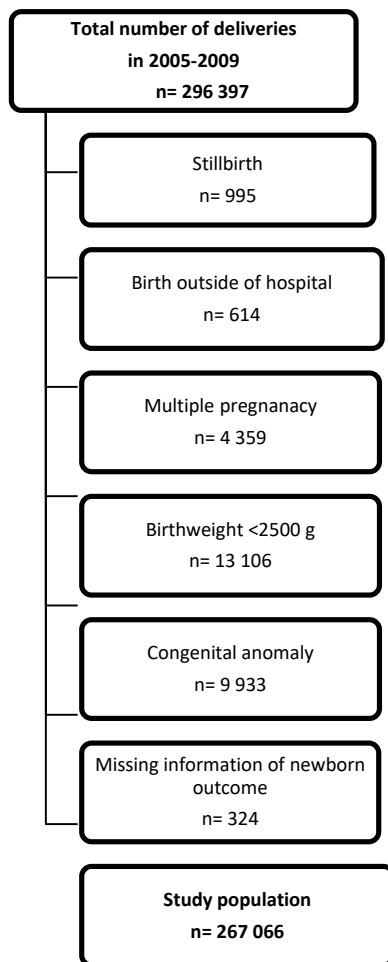 Total number of deliveries
in 2005-2009
n= 296 397
Stillbirth
n= 995
Birth outside of hospital
n= 614
Multiple pregnanacy
n= 4 359
Birthweight <2500 g
n= 13 106
Congenital anomaly
n= 9 933
Missing information of newborn
outcome
n= 324
Study population
n= 267 066